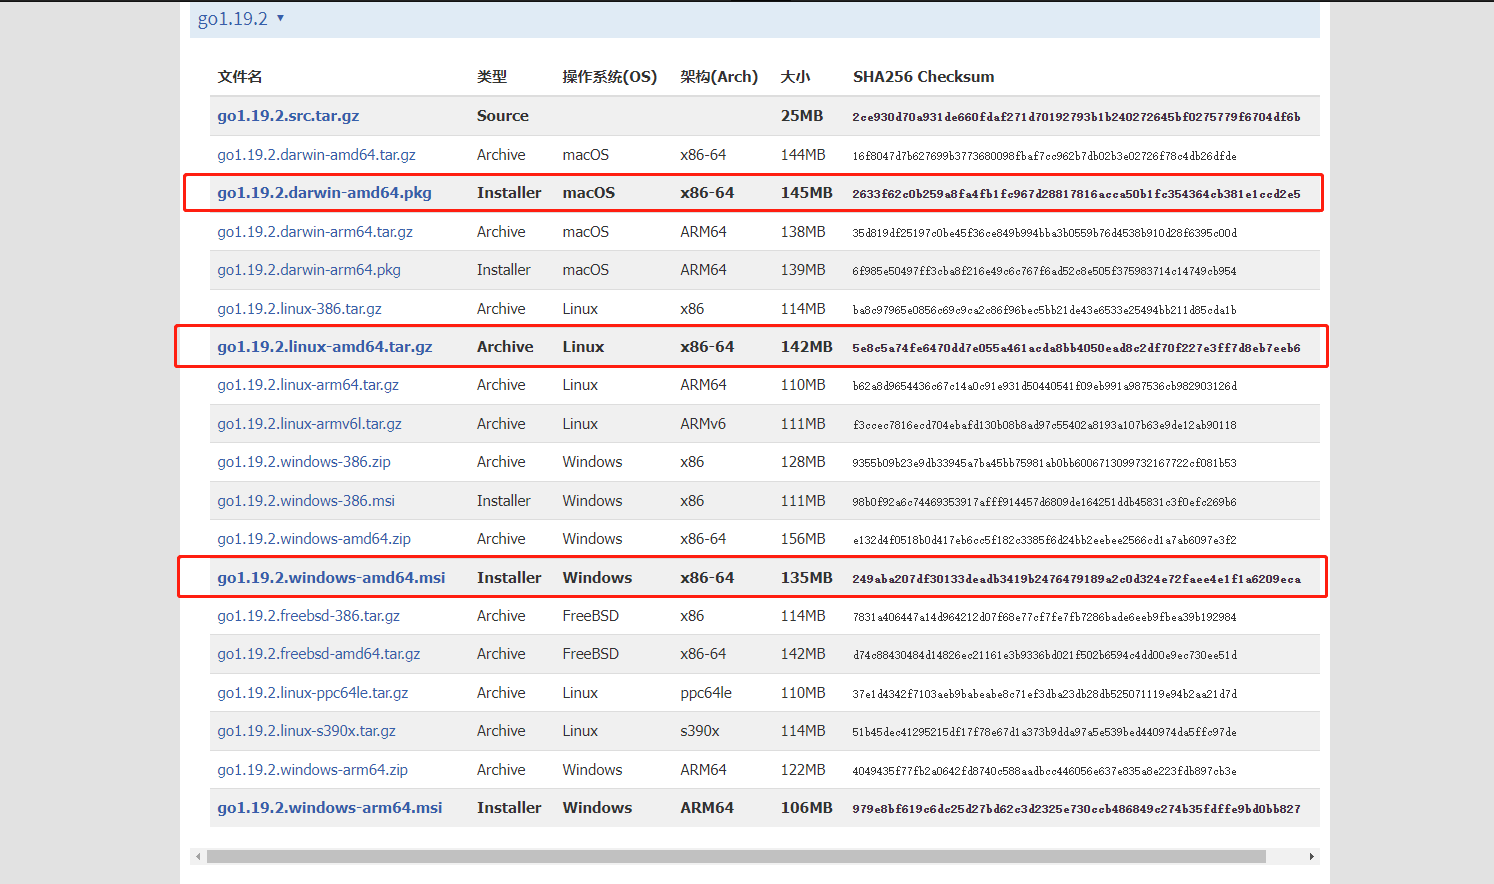 go1.19.2 ▾
文件名 类型 操作系统(OS) 架构(Arch) 大小 SHA256 Checksum
go1.19.2.src.tar.gz Source 25MB 2ce930d70a931de660fdaf271d70192793b1b240272645bf0275779f6704df6b
go1.19.2.darwin-amd64.tar.gz Archive macOS x86-64 144MB 16f8047d7b627699b3773680098fbaf7cc962b7db02b3e02726f78c4db26dfde
go1.19.2.darwin-amd64.pkg Installer macOS x86-64 145MB 2633f62c0b259a8fa4fb1fc967d28817816acca50b1fc354364cb381e1ccd2e5
go1.19.2.darwin-arm64.tar.gz Archive macOS ARM64 138MB 35d819df25197c0be45f36ce849b994bba3b0559b76d4538b910d28f6395c00d
go1.19.2.darwin-arm64.pkg Installer macOS ARM64 139MB 6f985e50497ff3cba8f216e49c6c767f6ad52c8e505f375983714c14749cb954
go1.19.2.linux-386.tar.gz Archive Linux x86 114MB ba8c97965e0856c69c9ca2c86f96bec5bb21de43e6533e25494bb211d85cda1b
go1.19.2.linux-amd64.tar.gz Archive Linux x86-64 142MB 5e8c5a74fe6470dd7e055a461acda8bb4050ead8c2df70f227e3ff7d8eb7eeb6
go1.19.2.linux-arm64.tar.gz Archive Linux ARM64 110MB b62a8d9654436c67c14a0c91e931d50440541f09eb991a987536cb982903126d
go1.19.2.linux-armv6l.tar.gz Archive Linux ARMv6 111MB f3ccec7816ecd704ebafd130b08b8ad97c55402a8193a107b63e9de12ab90118
go1.19.2.windows-386.zip Archive Windows x86 128MB 9355b09b23e9db33945a7ba45bb75981ab0bb6006713099732167722cf081b53
go1.19.2.windows-386.msi Installer Windows x86 111MB 98b0f92a6c74469353917afff914457d6809de164251ddb45831c3f0efc269b6
go1.19.2.windows-amd64.zip Archive Windows x86-64 156MB e132d4f0518b0d417eb6cc5f182c3385f6d24bb2eebee2566cd1a7ab6097e3f2
go1.19.2.windows-amd64.msi Installer Windows x86-64 135MB 249aba207df30133deadb3419b2476479189a2c0d324e72faee4e1f1a6209eca
go1.19.2.freebsd-386.tar.gz Archive FreeBSD x86 114MB 7831a406447a14d964212d07f68e77cf7fe7fb7286bade6eeb9fbea39b192984
go1.19.2.freebsd-amd64.tar.gz Archive FreeBSD x86-64 142MB d74c88430484d14826ec21161e3b9336bd021f502b6594c4dd00e9ec730ee51d
go1.19.2.linux-ppc64le.tar.gz Archive Linux ppc64le 110MB 37e1d4342f7103aeb9babeabe8c71ef3dba23db28db525071119e94b2aa21d7d
go1.19.2.linux-s390x.tar.gz Archive Linux s390x 114MB 51b45dec41295215df17f78e67d1a373b9dda97a5e539bed440974da5ffc97de
go1.19.2.windows-arm64.zip Archive Windows ARM64 122MB 4049435f77fb2a0642fd8740c588aadbcc446056e637e835a8e223fdb897cb3e
go1.19.2.windows-arm64.msi Installer Windows ARM64 106MB 979e8bf619c6dc25d27bd62c3d2325e730ccb486849c274b35fdffe9bd0bb827